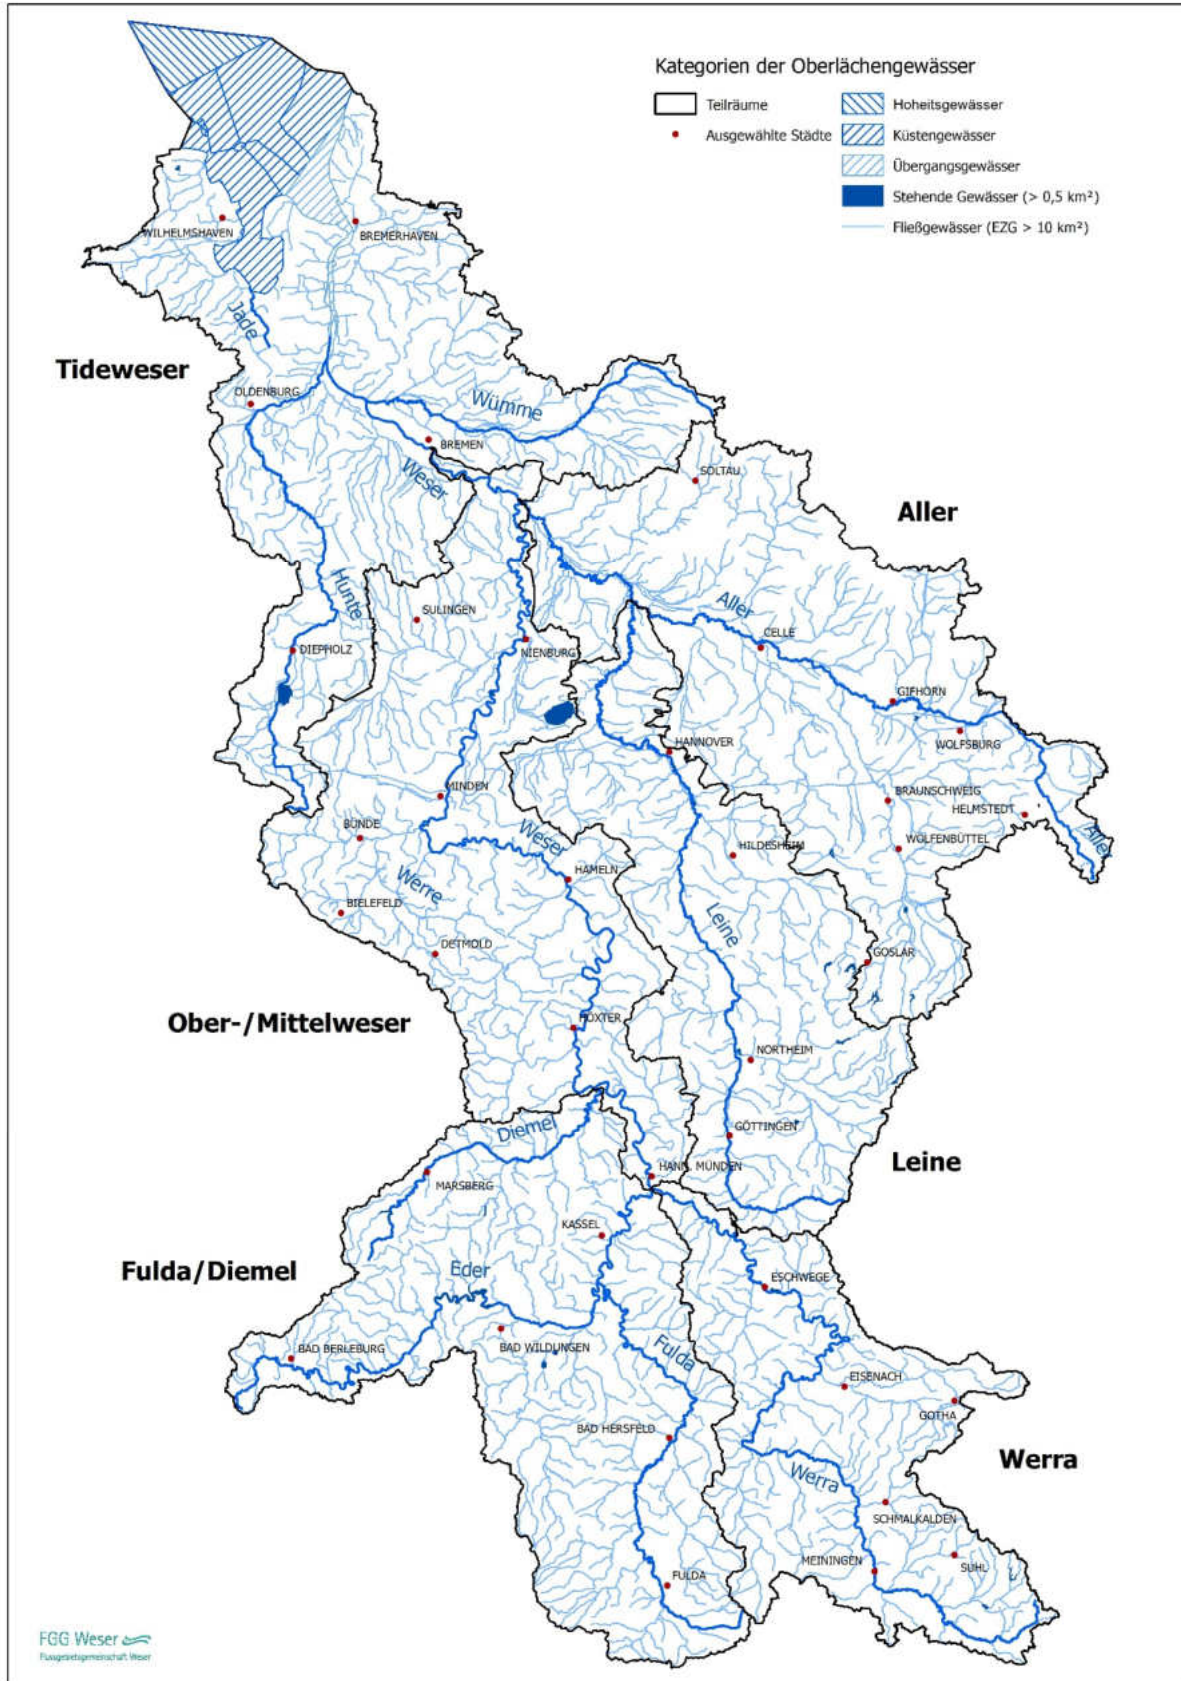 Kategorien der Oberlächengewässer
Teilräume
Ausgewählte Städte
Hoheitsgewässer
Küstengewässer
Übergangsgewässer
Stehende Gewässer (> 0,5 km²)
Fließgewässer (EZG > 10 km²)
WILHELMSHAVEN
BREMERHAVEN
Jade
Tideweser
OLDENBURG
Wümme
BREMEN
Weser
SOLTAU
Aller
Hunte
SULINGEN
Aller
CELLE
DIEPHOLZ
NIENBURG
GIFHORN
WOLFSBURG
HANNOVER
MINDEN
BRAUNSCHWEIG
HELMSTEDT
BÜNDE
Weser
HILDESHEIM
WOLFENBÜTTEL
Aller
Werre
HAMELN
BIELEFELD
Leine
DETMOLD
GOSLAR
Ober-/Mittelweser
HÖXTER
NORTHEIM
Diemel
GÖTTINGEN
Leine
HANN. MÜNDEN
MARSBERG
KASSEL
Fulda/Diemel
Eder
ESCHWEGE
BAD BERLEBURG
BAD WILDUNGEN
Fulda
EISENACH
GOTHA
BAD HERSFELD
Werra
Werra
SCHMALKALDEN
MEININGEN
SUHL
FULDA
FGG Weser
Flussgebietsgemeinschaft Weser